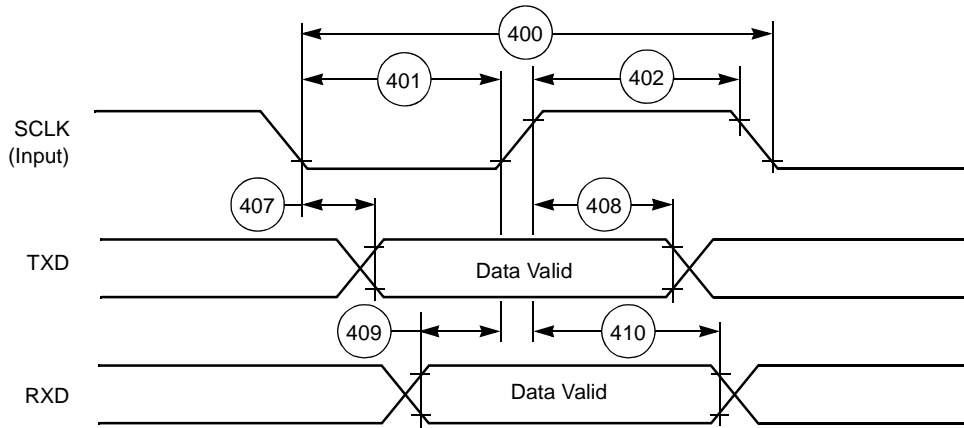 400
401
402
SCLK
(Input)
407
408
TXD
Data Valid
409
410
RXD
Data Valid